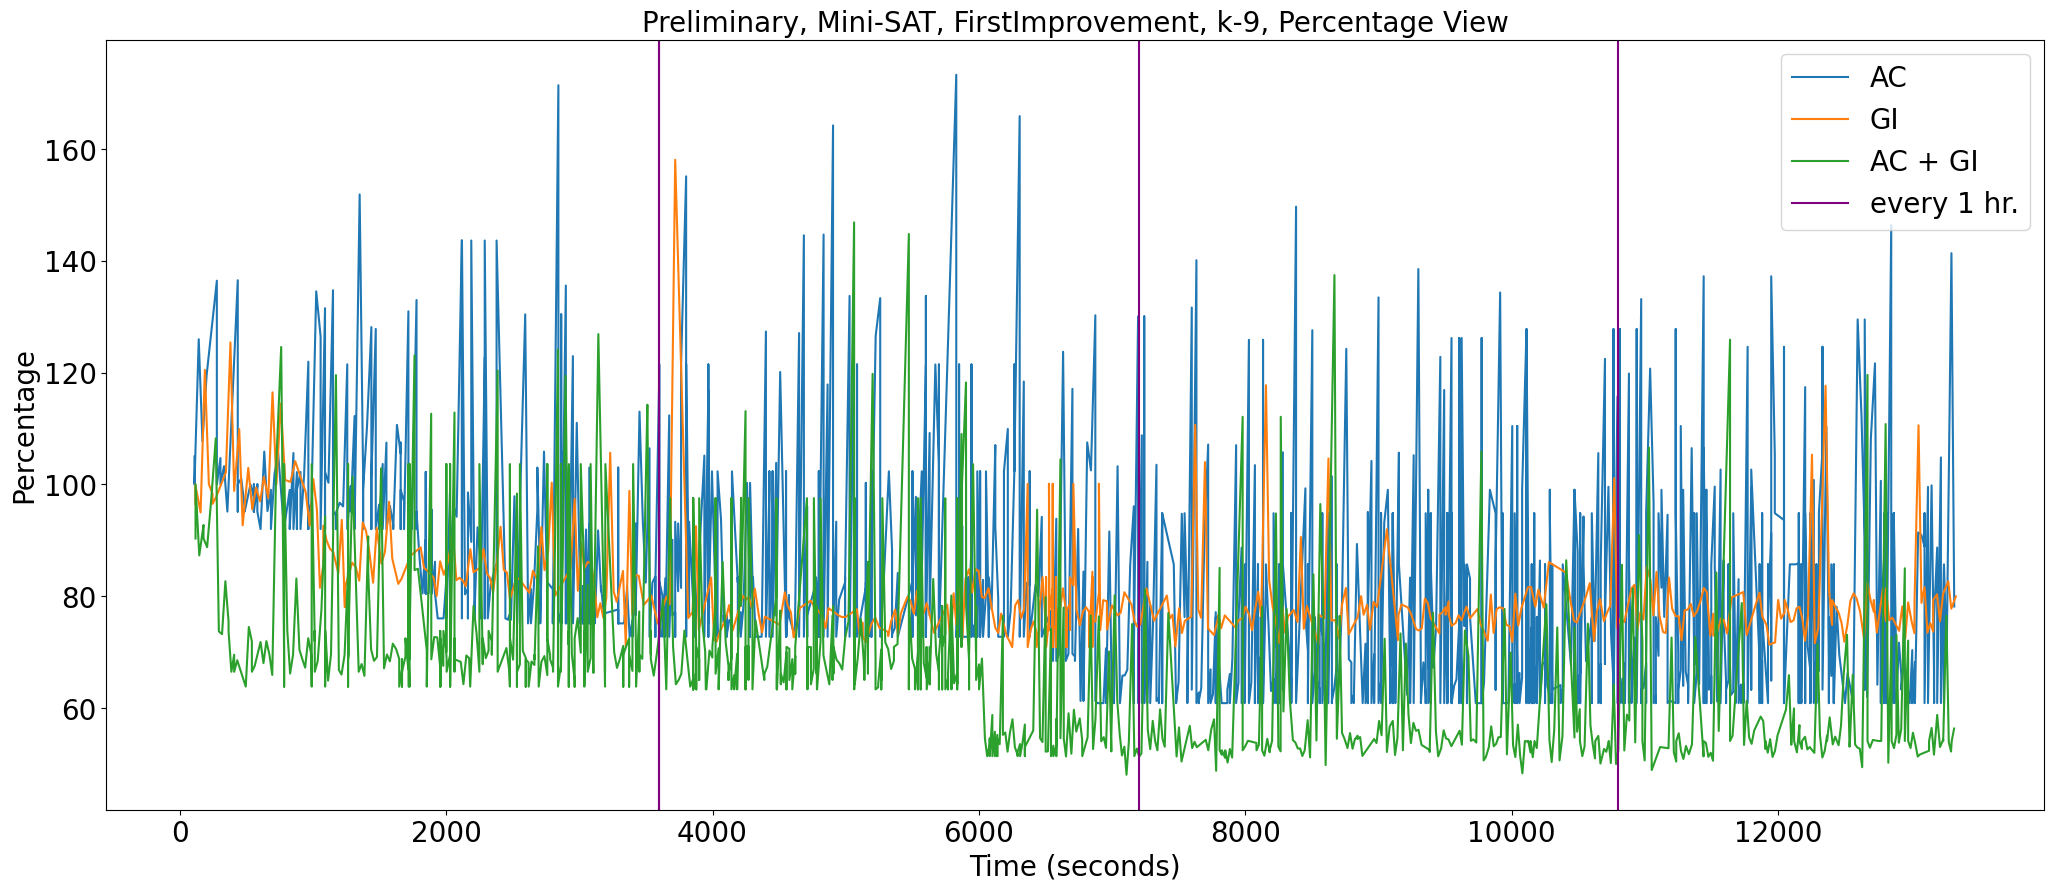 Preliminary, Mini-SAT, FirstImprovement, k-9, Percentage View
AC
GI
AC + GI
every 1 hr.
Percentage
160
140
120
100
80
60
0 2000 4000 6000 8000 10000 12000
Time (seconds)